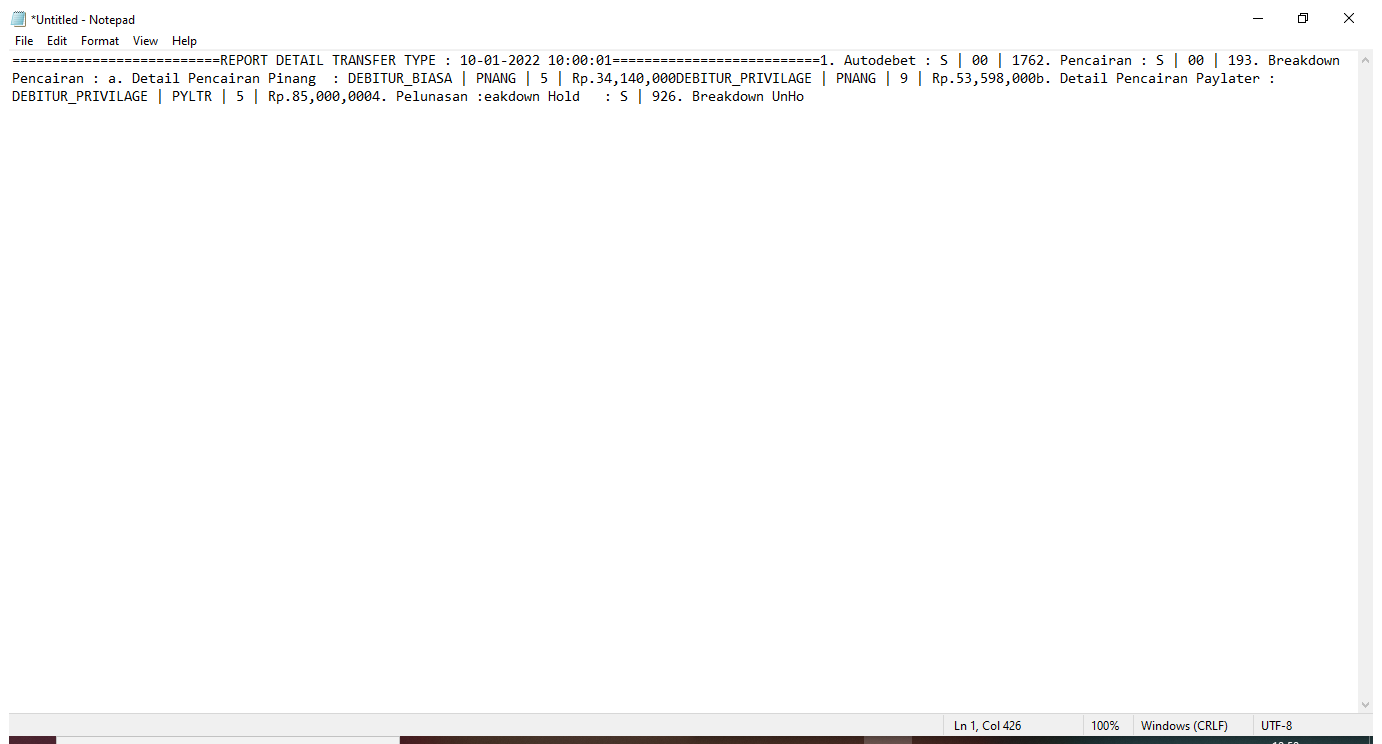 *Untitled - Notepad
File Edit Format View Help
==========================REPORT DETAIL TRANSFER TYPE : 10-01-2022 10:00:01==========================1. Autodebet : S | 00 | 1762. Pencairan : S | 00 | 193. Breakdown
Pencairan : a. Detail Pencairan Pinang  : DEBITUR_BIASA | PNANG | 5 | Rp.34,140,000DEBITUR_PRIVILAGE | PNANG | 9 | Rp.53,598,000b. Detail Pencairan Paylater :
DEBITUR_PRIVILAGE | PYLTR | 5 | Rp.85,000,0004. Pelunasan :eakdown Hold   : S | 926. Breakdown UnHo
Ln 1, Col 426 100% Windows (CRLF) UTF-8